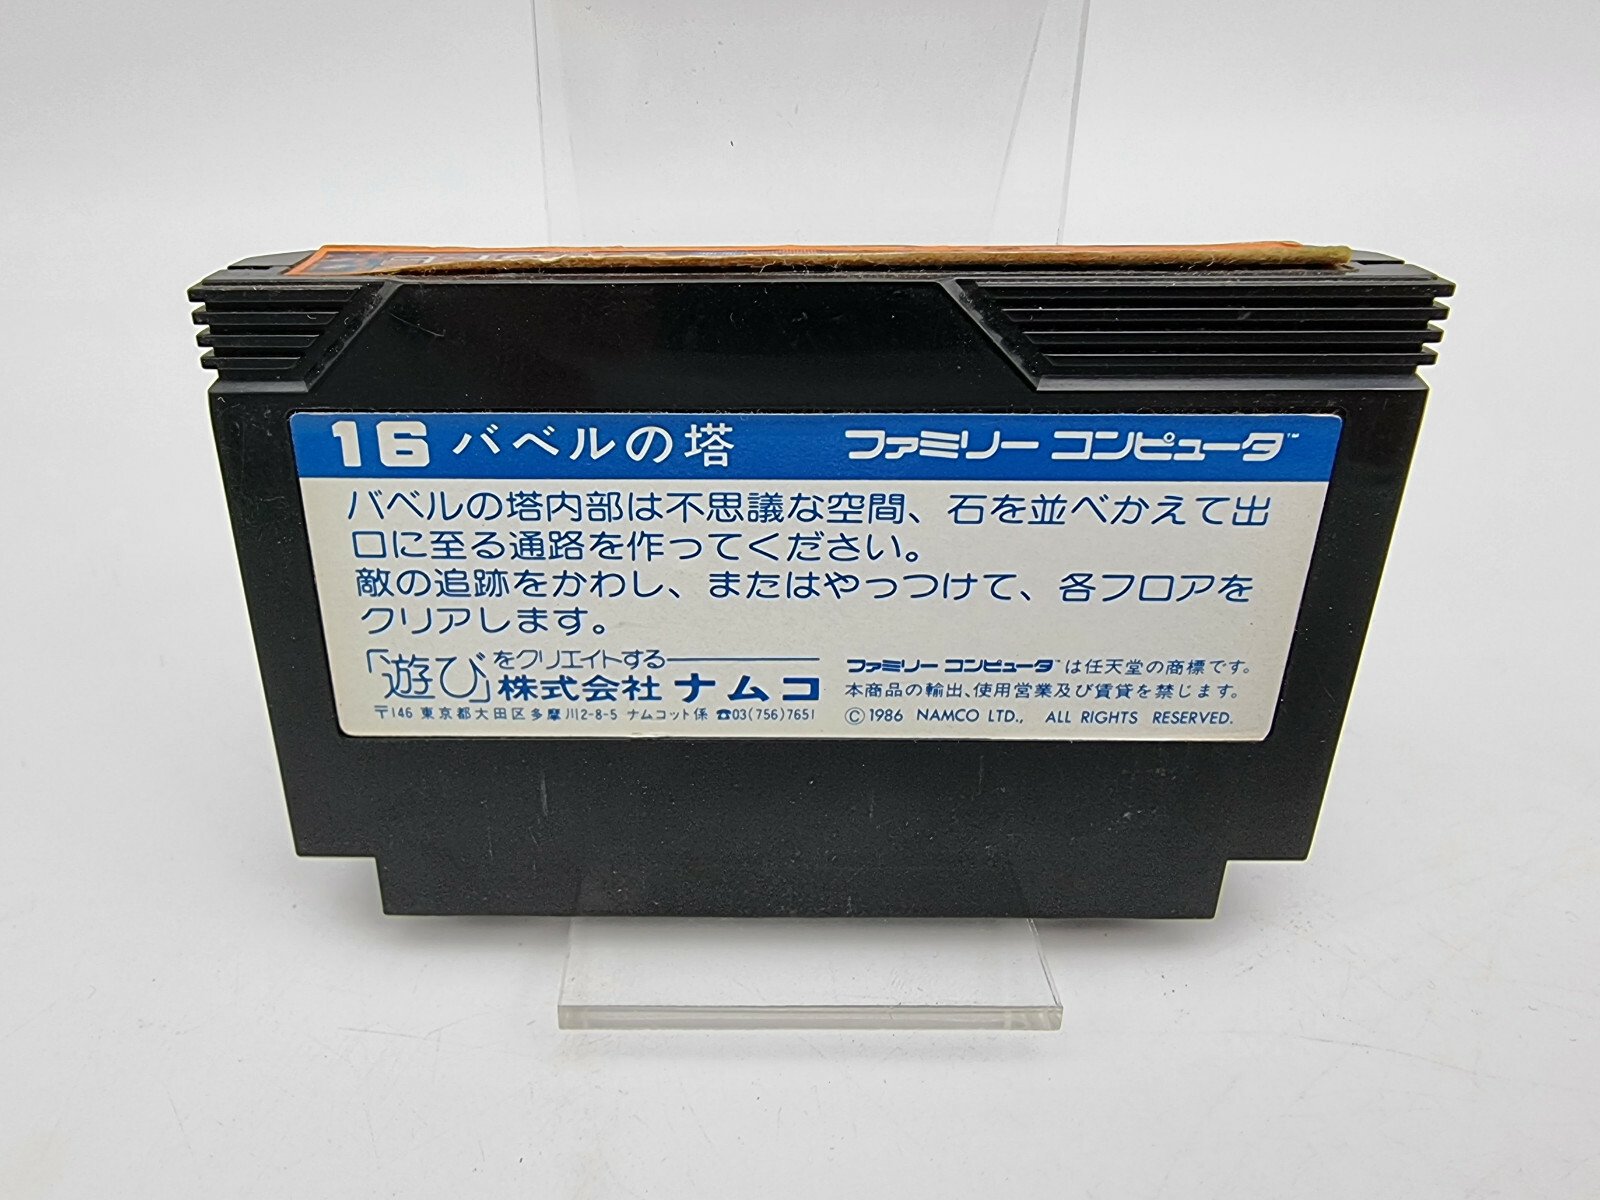 16 バベルの塔 ファミリー コンピュータ™
バベルの塔内部は不思議な空間、石を並べかえて出
口に至る通路を作ってください。
敵の追跡をかわし、またはやっつけて、各フロアを
クリアします。
「遊び」をクリエイトする
株式会社 ナムコ
〒146 東京都大田区多摩川2-8-5 ナムコット係 ☎03(756)7651
ファミリー コンピュータ™は任天堂の商標です。
本商品の輸出、使用営業及び賃貸を禁じます。
Ⓒ1986 NAMCO LTD., ALL RIGHTS RESERVED.